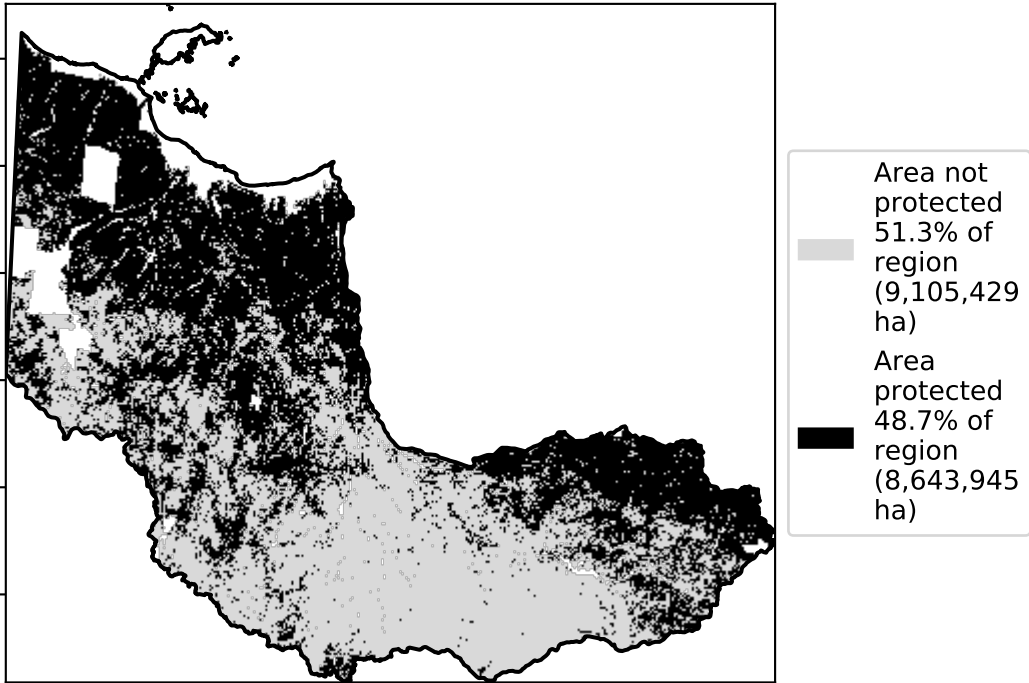 Area not
protected
51.3% of
region
(9,105,429
ha)
Area
protected
48.7% of
region
(8,643,945
ha)